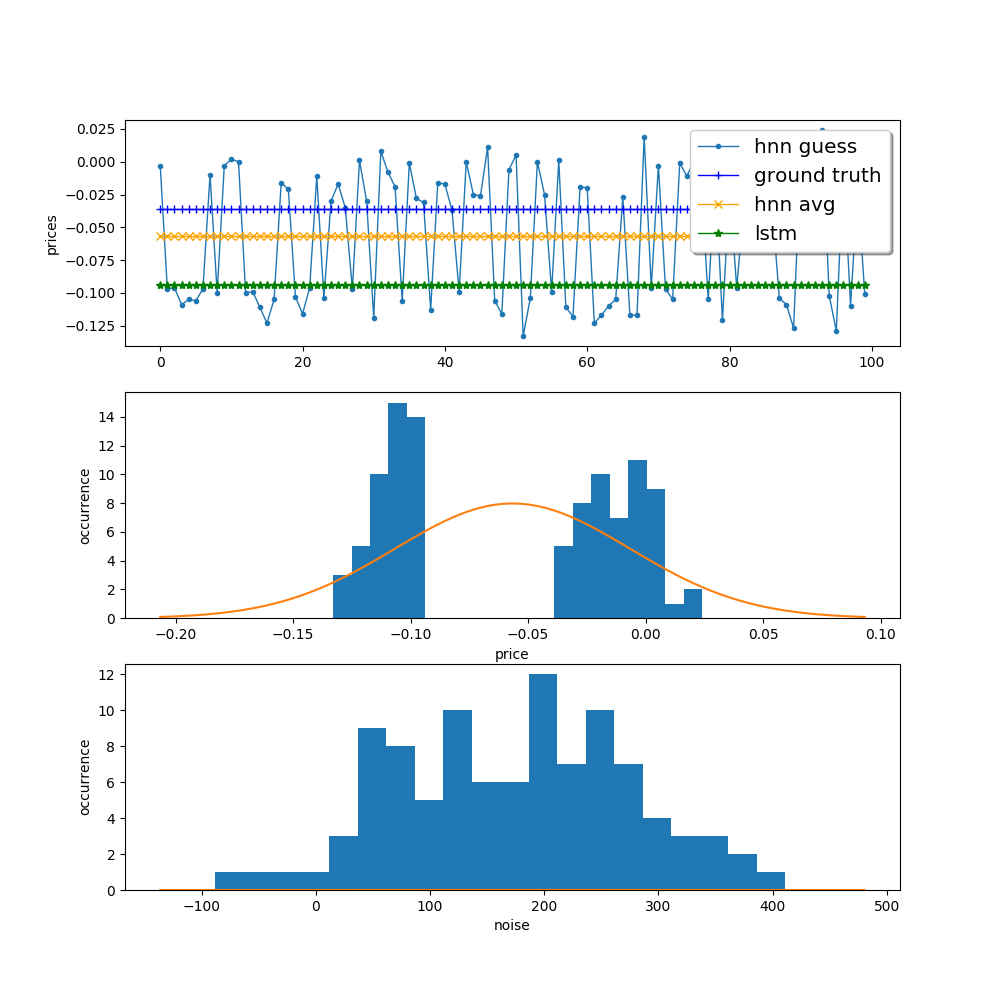 0.025
0.000
−0.025
−0.050
−0.075
−0.100
−0.125
prices
hnn guess
ground truth
hnn avg
lstm
0 20 40 60 80 100
14
12
10
8
6
4
2
0
occurrence
−0.20 −0.15 −0.10 −0.05 0.00 0.05 0.10
price
12
10
8
6
4
2
0
occurrence
−100 0 100 200 300 400 500
noise